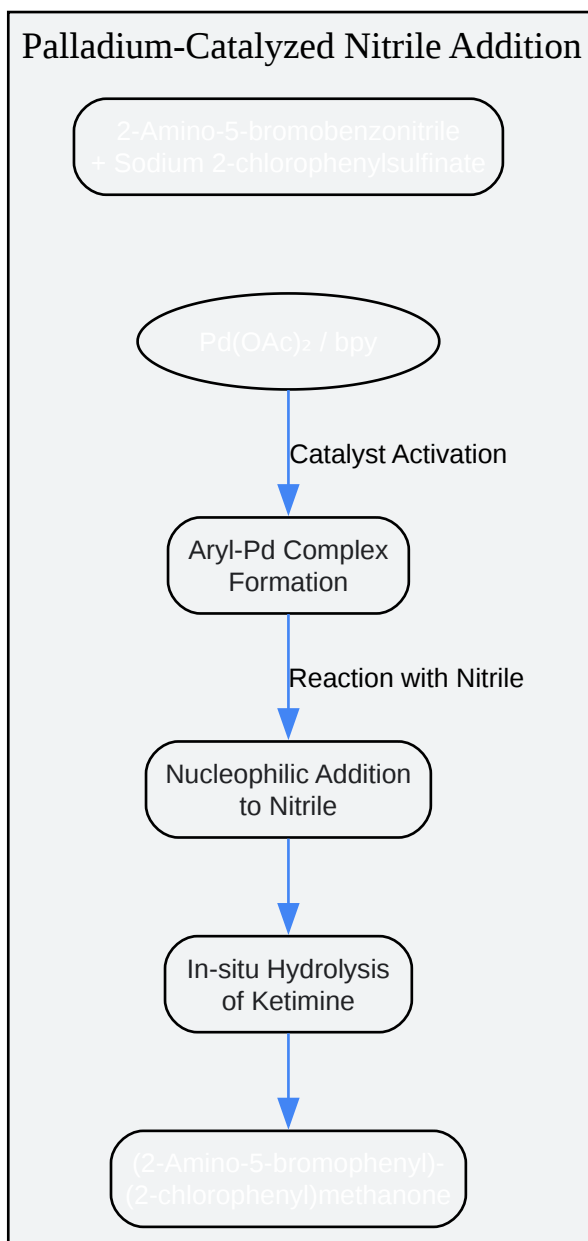 Palladium-Catalyzed Nitrile Addition
2-Amino-5-bromobenzonitrile
+ Sodium 2-chlorophenylsulfinate
Pd(OAc)₂ / bpy
Catalyst Activation
Aryl-Pd Complex
Formation
Reaction with Nitrile
Nucleophilic Addition
to Nitrile
In-situ Hydrolysis
of Ketimine
(2-Amino-5-bromophenyl)-
(2-chlorophenyl)methanone